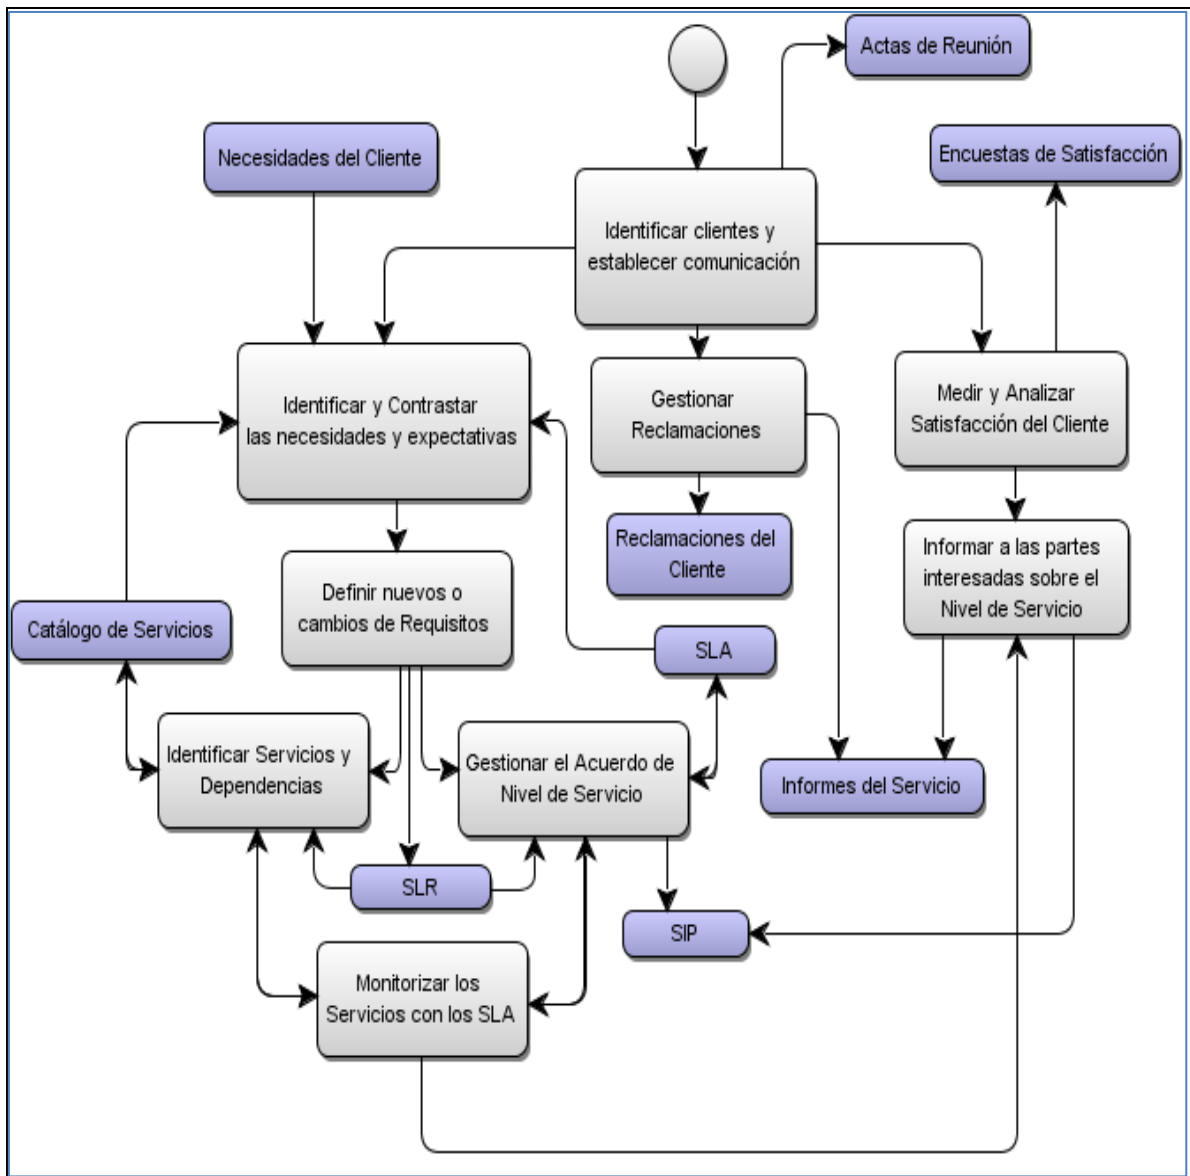 Actas de Reunión
Necesidades del Cliente
Encuestas de Satisfacción
Identificar clientes y
establecer comunicación
Identificar y Contrastar
las necesidades y expectativas
Gestionar
Reclamaciones
Medir y Analizar
Satisfacción del Cliente
Reclamaciones del
Cliente
Informar a las partes
interesadas sobre el
Nivel de Servicio
Definir nuevos o
cambios de Requisitos
Catálogo de Servicios
SLA
Identificar Servicios y
Dependencias
Gestionar el Acuerdo de
Nivel de Servicio
Informes del Servicio
SLR
SIP
Monitorizar los
Servicios con los SLA